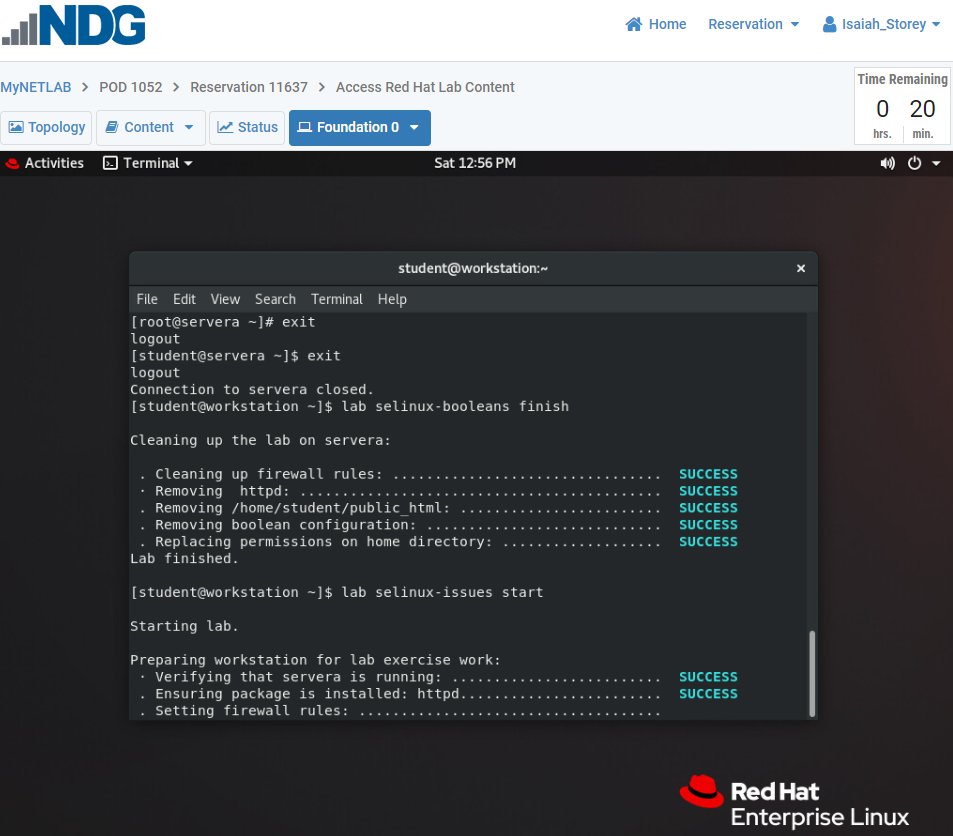 NDG
Home Reservation Isaiah_Storey
MyNETLAB > POD 1052 > Reservation 11637 > Access Red Hat Lab Content
Time Remaining
0 20
hrs. min.
Topology Content Status Foundation 0
Activities Terminal Sat 12:56 PM
student@workstation:~ ×
File Edit View Search Terminal Help
[root@servera ~]# exit
logout
[student@servera ~]$ exit
logout
Connection to servera closed.
[student@workstation ~]$ lab selinux-booleans finish
Cleaning up the lab on servera:
. Cleaning up firewall rules: ................................ SUCCESS
· Removing  httpd: ........................................... SUCCESS
. Removing /home/student/public_html: ........................ SUCCESS
. Removing boolean configuration: ............................ SUCCESS
. Replacing permissions on home directory: ................... SUCCESS
Lab finished.
[student@workstation ~]$ lab selinux-issues start
Starting lab.
Preparing workstation for lab exercise work:
· Verifying that servera is running: ......................... SUCCESS
. Ensuring package is installed: httpd........................ SUCCESS
. Setting firewall rules: ....................................
Red Hat
Enterprise Linux